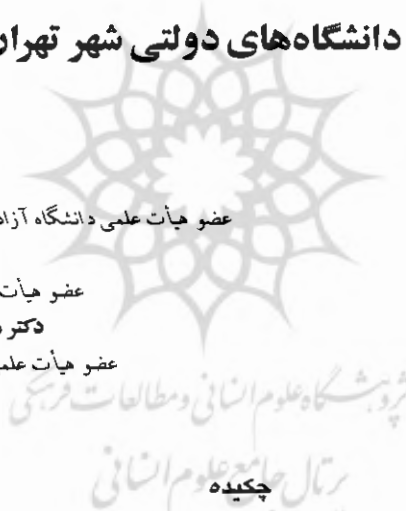 دانشگاه‌های دولتی شهر تهران
عضو هیأت علمی دانشگاه آزاد
عضو هیأت
دکتر
عضو هیأت علمی
پژوهشگاه علوم انسانی و مطالعات فرهنگی
چکیده
پرتال جامع علوم انسانی